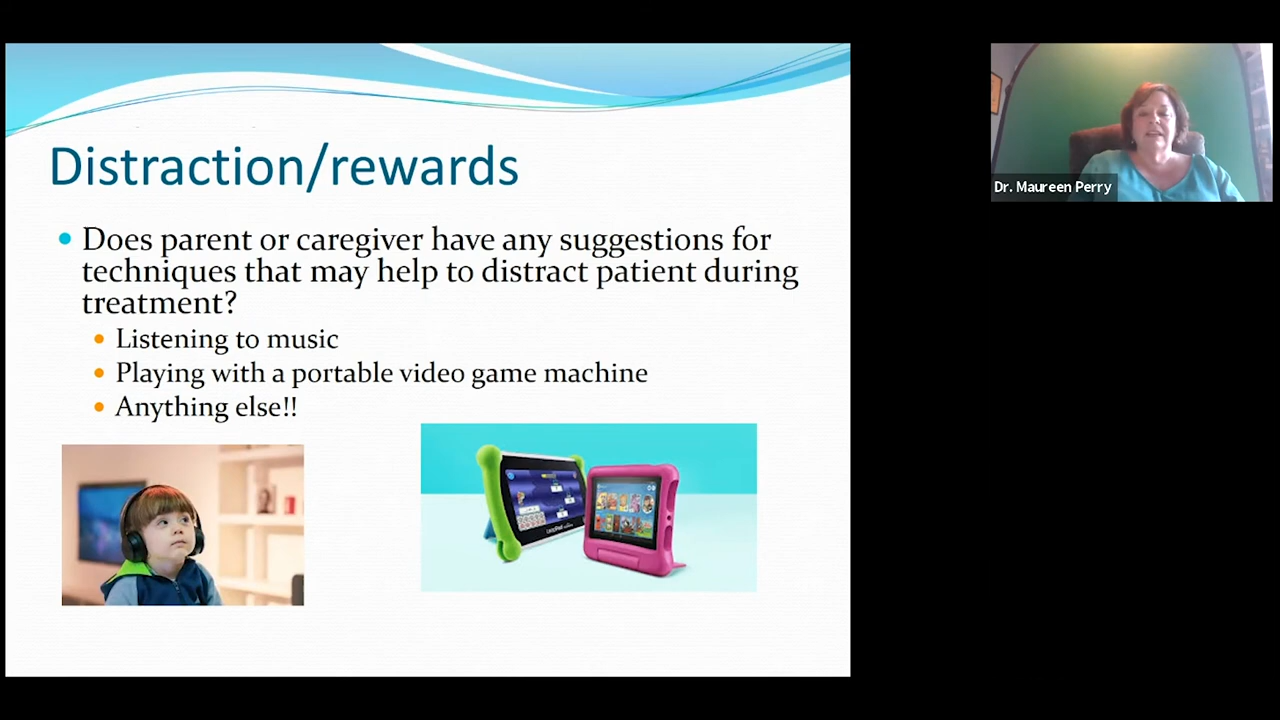 Distraction/rewards
Does parent or caregiver have any suggestions for
techniques that may help to distract patient during
treatment?
Listening to music
Playing with a portable video game machine
Anything else!!
Dr. Maureen Perry